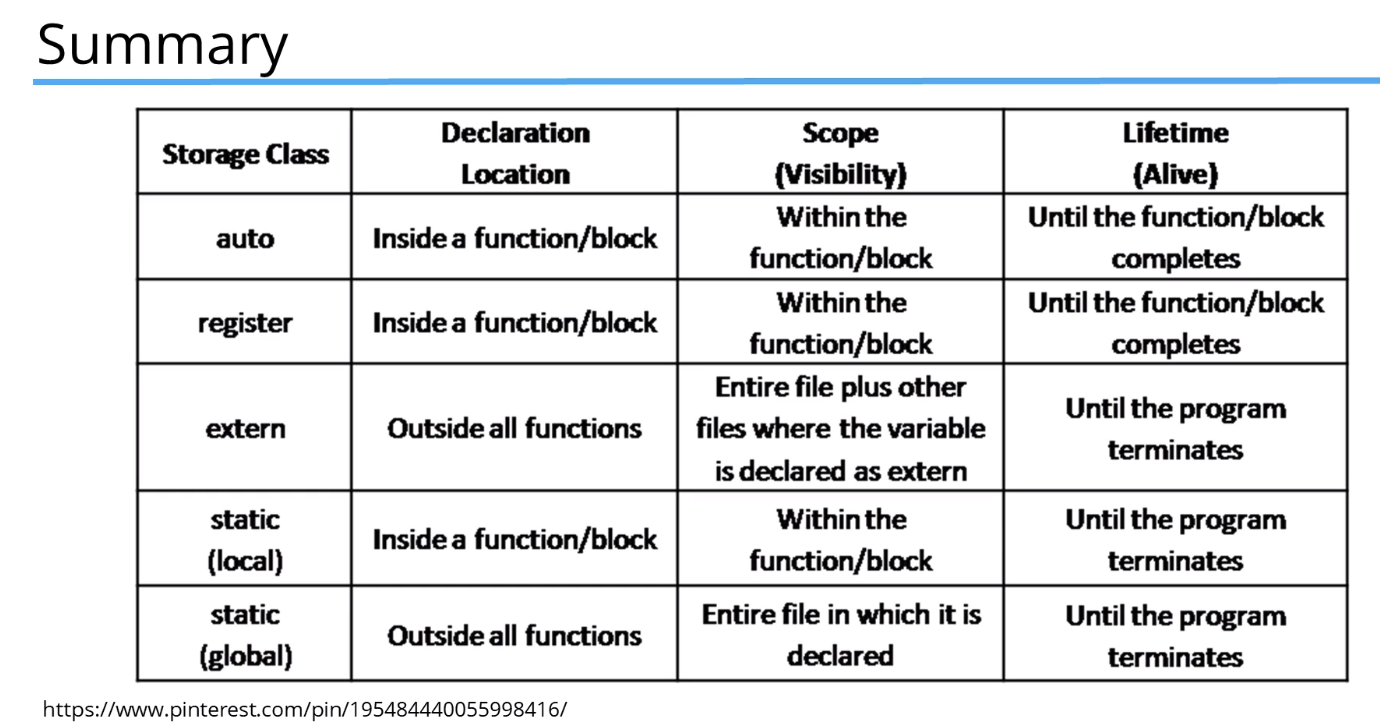 Summary
Storage Class
Declaration
Location
Scope
(Visibility)
Lifetime
(Alive)
auto
Inside a function/block
Within the
function/block
Until the function/block
completes
register
Inside a function/block
Within the
function/block
Until the function/block
completes
extern
Outside all functions
Entire file plus other
files where the variable
is declared as extern
Until the program
terminates
static
(local)
Inside a function/block
Within the
function/block
Until the program
terminates
static
(global)
Outside all functions
Entire file in which it is
declared
Until the program
terminates
https://www.pinterest.com/pin/195484440055998416/